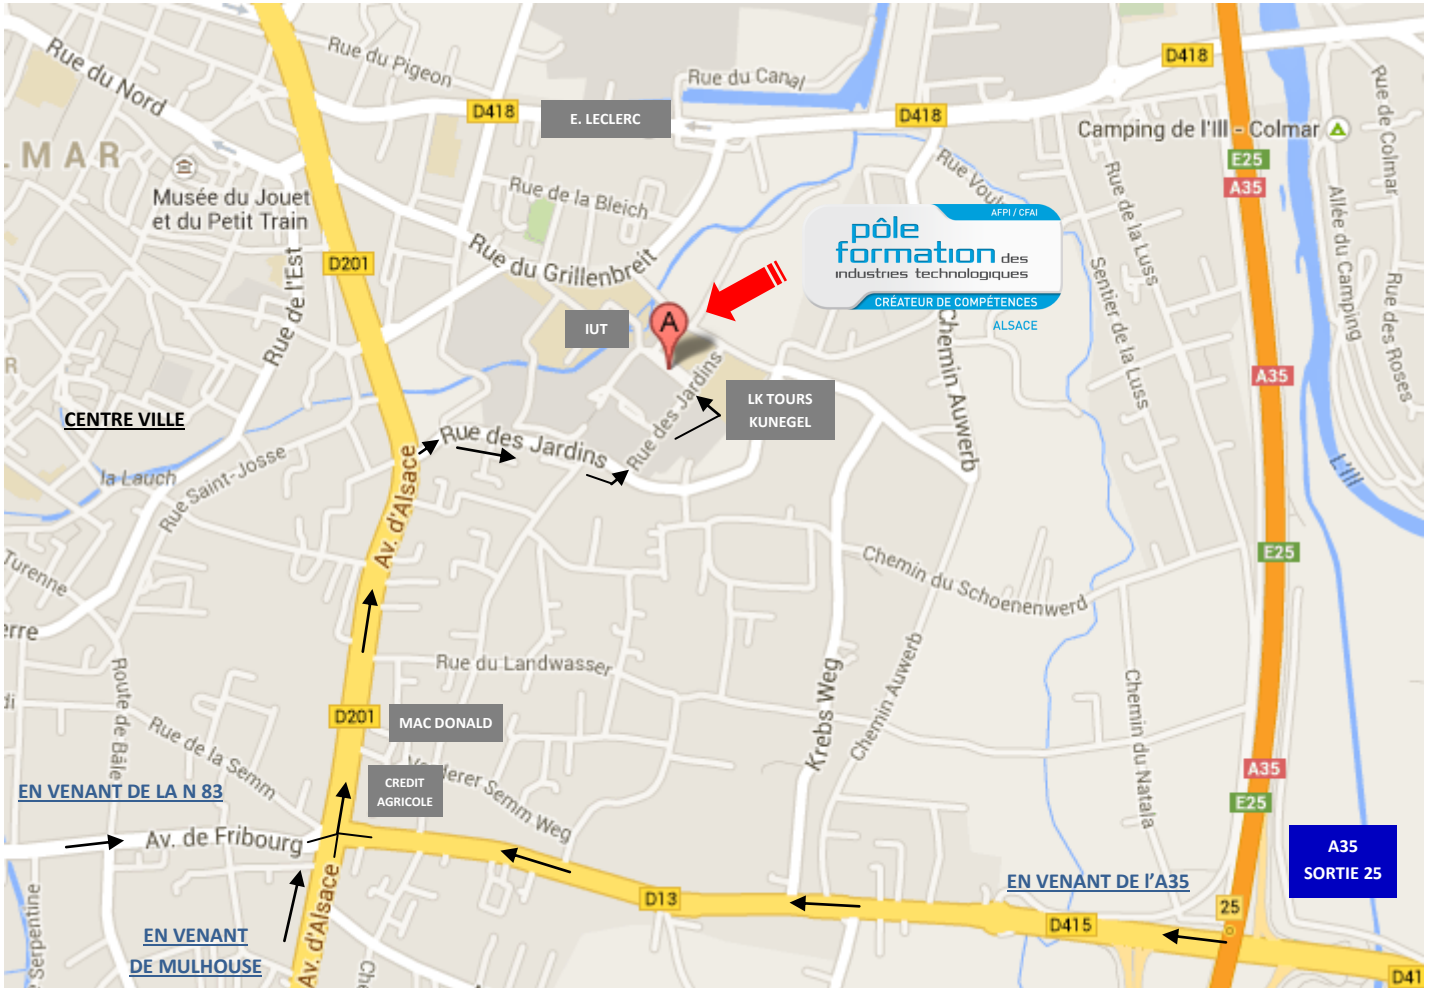 Rue du Nord
Rue du Pigeon
D418
E. LECLERC
Rue du Canal
D418
D418
Camping de l'Ill - Colmar
E25
A35
Rue de Colmar
MAR
Musée du Jouet
et du Petit Train
Rue de la Bleich
Rue du Grillenbreit
Rue de l'Est
D201
Rue de la Luss
Sentier de la Luss
Allée du Camping
Rue des Roses
AFPI / CFAI
pôle
formation des
industries technologiques
CRÉATEUR DE COMPÉTENCES
ALSACE
IUT
A
Chemin Auwerb
A35
R
LK TOURS
KUNEGEL
CENTRE VILLE
Rue des Jardins
Rue des Jardins
la Lauch
Rue Saint-Josse
Av. d'Alsace
L'Ill
E25
Turenne
erre
Chemin du Schoenenwerd
Rue du Landwasser
Krebs Weg
Chemin Auwerb
Chemin du Natala
Route de Bâle
di
Rue de la Semm
D201
MAC DONALD
CREDIT
AGRICOLE
Semm Weg
EN VENANT DE LA N 83
A35
E25
Av. de Fribourg
A35
SORTIE 25
EN VENANT DE l'A35
D13
25
D415
D41
EN VENANT
DE MULHOUSE
Av. d'Alsace
Serpentine
Che